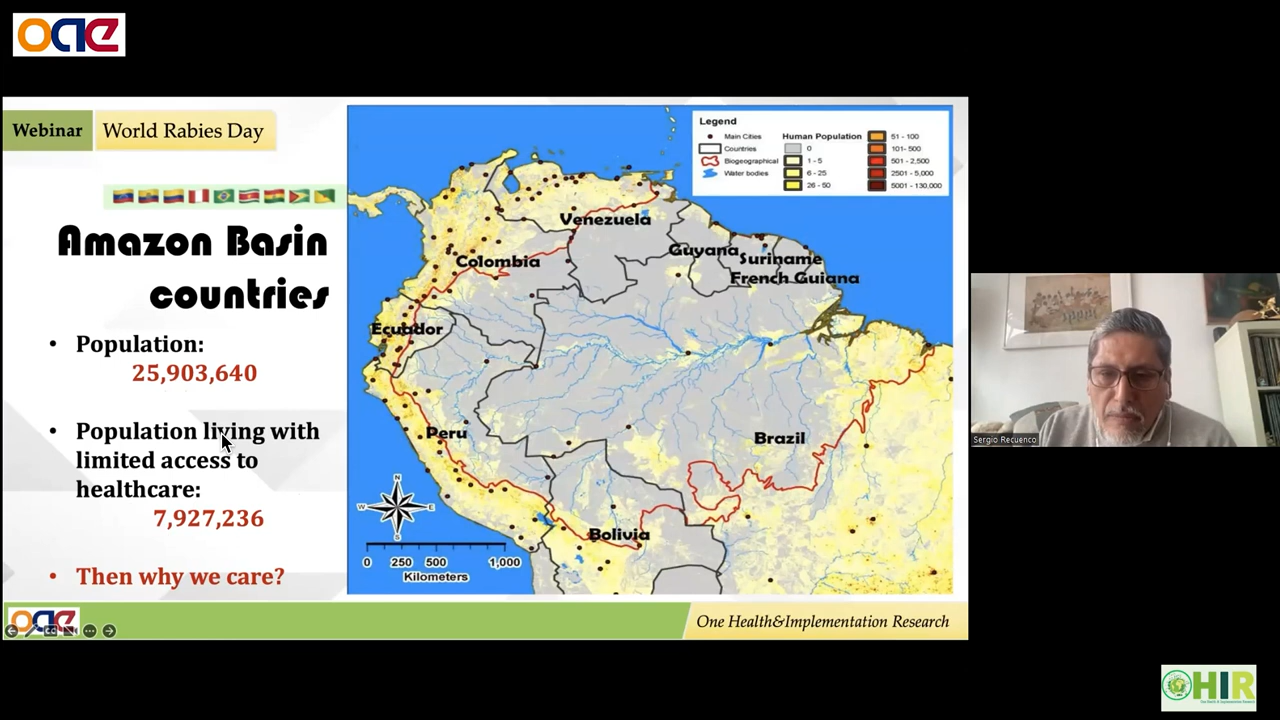 oae
Webinar
World Rabies Day
Amazon Basin
countries
• Population:
25,903,640
• Population living with
limited access to
healthcare:
7,927,236
• Then why we care?
Legend
Main Cities
Countries
Biogeographical
Water bodies
Human Population
0
1 - 5
6 - 25
26 - 50
51 - 100
101- 500
501 - 2,500
2501 - 5,000
5001 - 130,000
Venezuela
Guyana
Suriname
French Guiana
Colombia
Ecuador
Peru
Brazil
Bolivia
N
W
E
S
0 250 500 1,000
Kilometers
Sergio Recuenco
oae
One Health&Implementation Research
OHIR